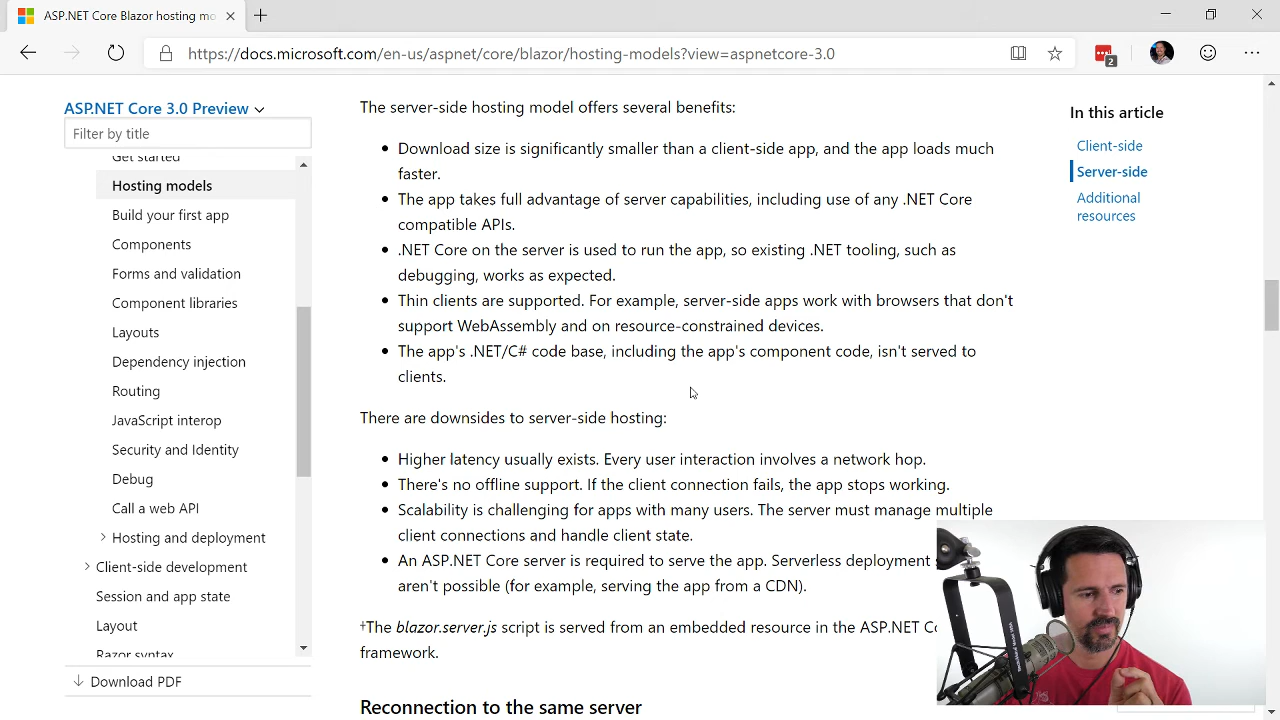 ASP.NET Core Blazor hosting mo
https://docs.microsoft.com/en-us/aspnet/core/blazor/hosting-models?view=aspnetcore-3.0
2
ASP.NET Core 3.0 Preview
Filter by title
Get started
Hosting models
Build your first app
Components
Forms and validation
Component libraries
Layouts
Dependency injection
Routing
JavaScript interop
Security and Identity
Debug
Call a web API
Hosting and deployment
Client-side development
Session and app state
Layout
Razor syntax
Download PDF
The server-side hosting model offers several benefits:
• Download size is significantly smaller than a client-side app, and the app loads much
faster.
• The app takes full advantage of server capabilities, including use of any .NET Core
compatible APIs.
• .NET Core on the server is used to run the app, so existing .NET tooling, such as
debugging, works as expected.
• Thin clients are supported. For example, server-side apps work with browsers that don't
support WebAssembly and on resource-constrained devices.
• The app's .NET/C# code base, including the app's component code, isn't served to
clients.
There are downsides to server-side hosting:
• Higher latency usually exists. Every user interaction involves a network hop.
• There's no offline support. If the client connection fails, the app stops working.
• Scalability is challenging for apps with many users. The server must manage multiple
client connections and handle client state.
• An ASP.NET Core server is required to serve the app. Serverless deployment
aren't possible (for example, serving the app from a CDN).
†The blazor.server.js script is served from an embedded resource in the ASP.NET Co
framework.
Reconnection to the same server
In this article
Client-side
Server-side
Additional
resources